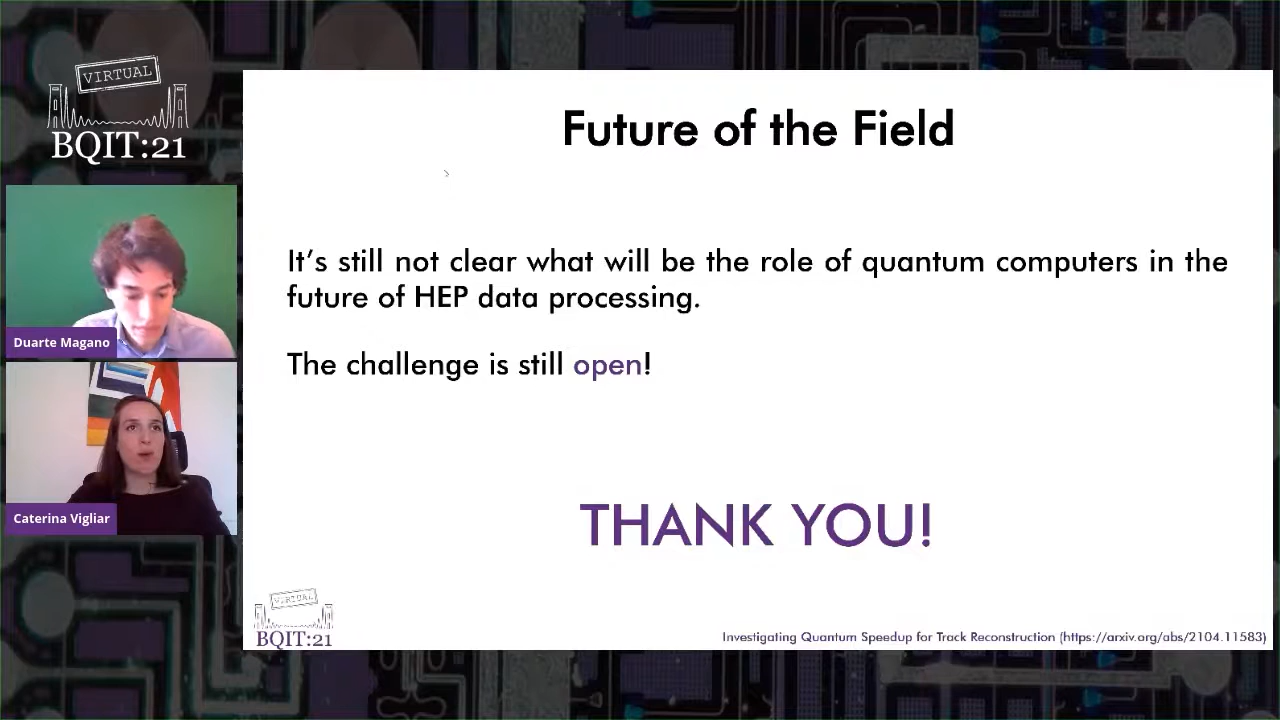 VIRTUAL
BQIT:21
Future of the Field
It's still not clear what will be the role of quantum computers in the
future of HEP data processing.
The challenge is still open!
Duarte Magano
Caterina Vigliar
THANK YOU!
VIRTUAL
BQIT:21
Investigating Quantum Speedup for Track Reconstruction (https://arxiv.org/abs/2104.11583)